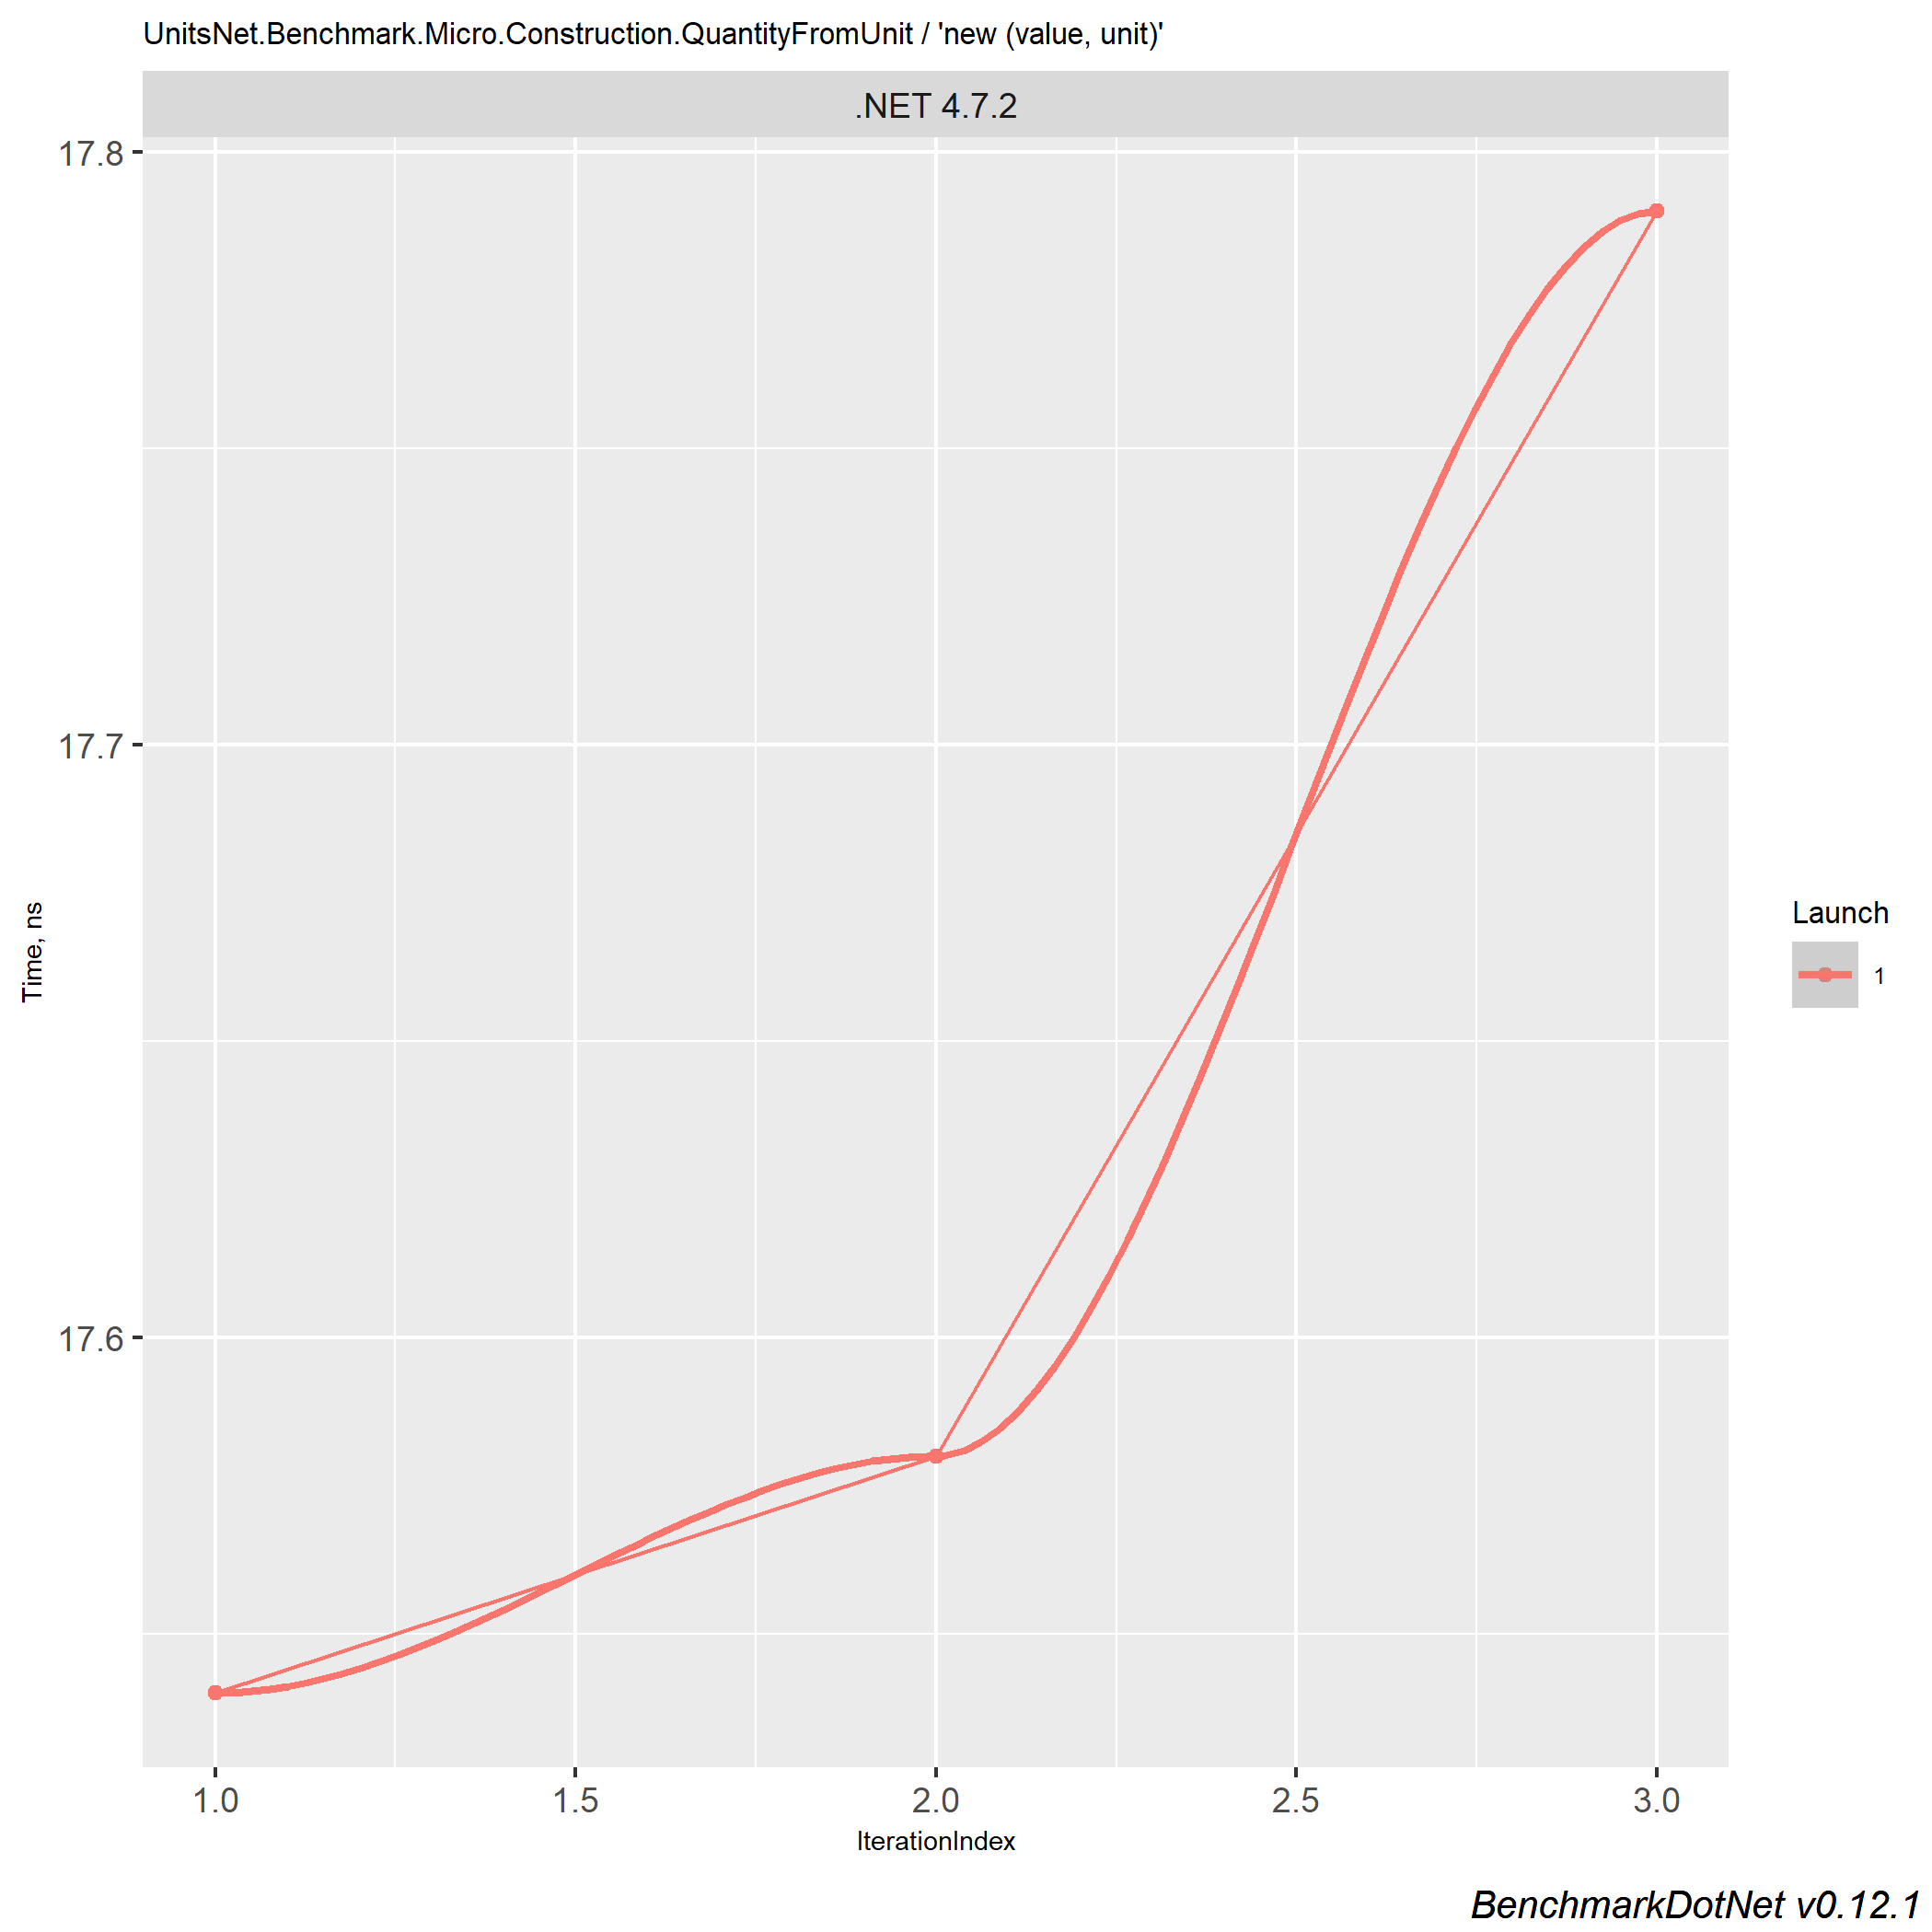 UnitsNet.Benchmark.Micro.Construction.QuantityFromUnit / 'new (value, unit)'
.NET 4.7.2
17.8
17.7
17.6
Time, ns
1.0 1.5 2.0 2.5 3.0
IterationIndex
Launch
1
BenchmarkDotNet v0.12.1